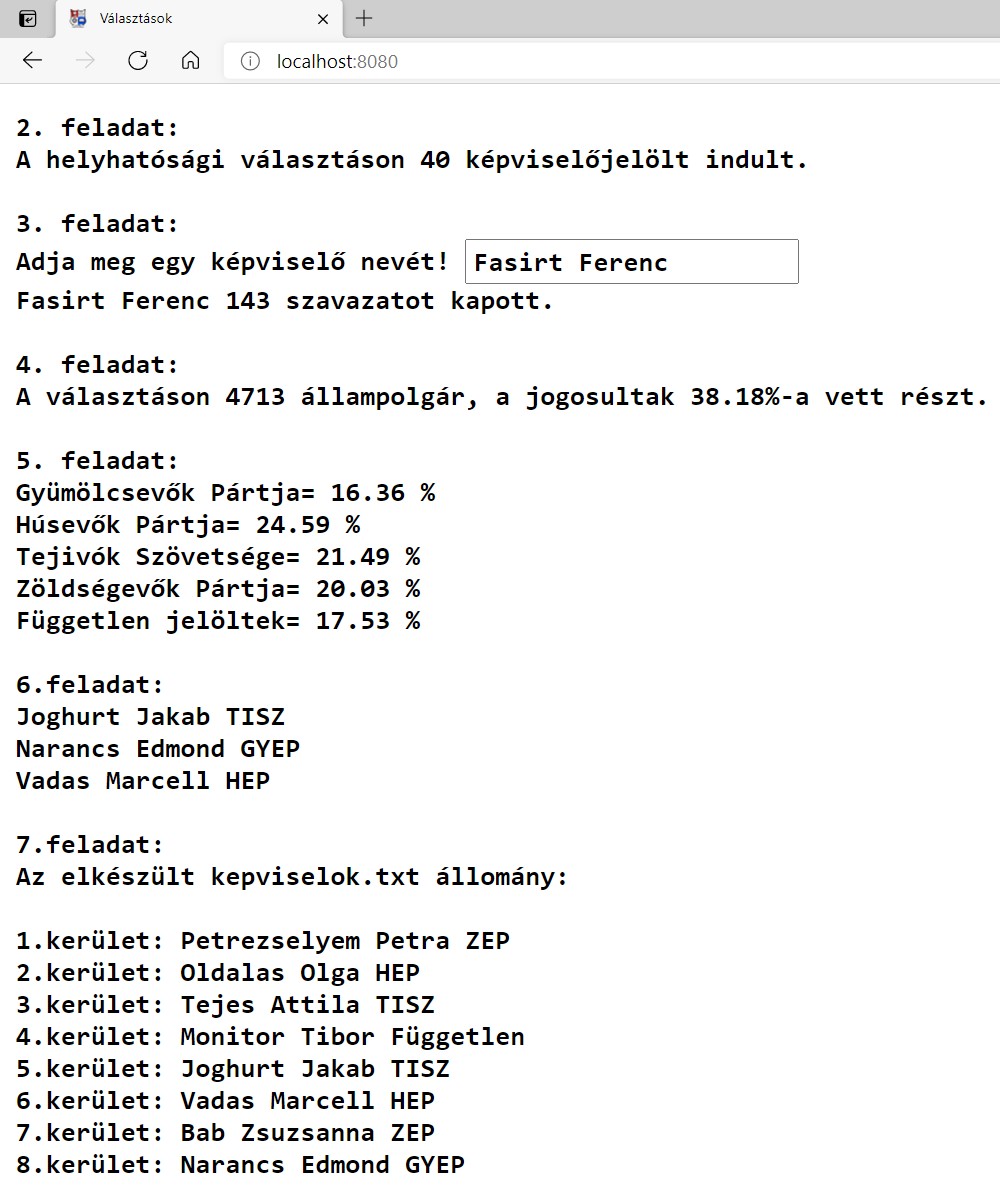 Választások
localhost:8080
2. feladat:
A helyhatósági választáson 40 képviselőjelölt indult.
3. feladat:
Adja meg egy képviselő nevét! Fasirt Ferenc
Fasirt Ferenc 143 szavazatot kapott.
4. feladat:
A választáson 4713 állampolgár, a jogosultak 38.18%-a vett részt.
5. feladat:
Gyümölcsevők Pártja= 16.36 %
Húsevők Pártja= 24.59 %
Tejivók Szövetsége= 21.49 %
Zöldségevők Pártja= 20.03 %
Független jelöltek= 17.53 %
6.feladat:
Joghurt Jakab TISZ
Narancs Edmond GYEP
Vadas Marcell HEP
7.feladat:
Az elkészült kepviselok.txt állomány:
1.kerület: Petrezselyem Petra ZEP
2.kerület: Oldalas Olga HEP
3.kerület: Tejes Attila TISZ
4.kerület: Monitor Tibor Független
5.kerület: Joghurt Jakab TISZ
6.kerület: Vadas Marcell HEP
7.kerület: Bab Zsuzsanna ZEP
8.kerület: Narancs Edmond GYEP